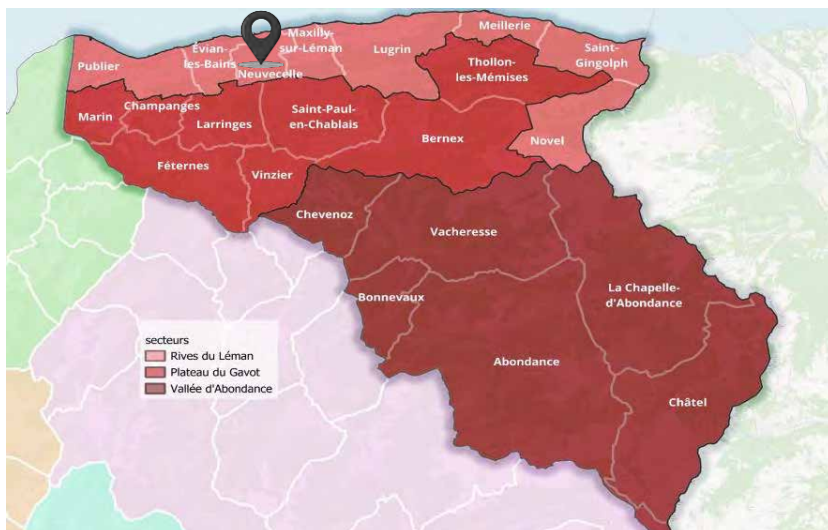 Publier
Évian-
les-Bains
Neuvecelle
Maxilly-
sur-Léman
Lugrin
Meillerie
Saint-
Gingolph
Thollon-
les-Mémises
Novel
Marin
Champanges
Larringes
Saint-Paul-
en-Chablais
Bernex
Féternes
Vinzier
Chevenoz
Vacheresse
Bonnevaux
La Chapelle-
d'Abondance
Abondance
Châtel
secteurs
Rives du Léman
Plateau du Gavot
Vallée d'Abondance